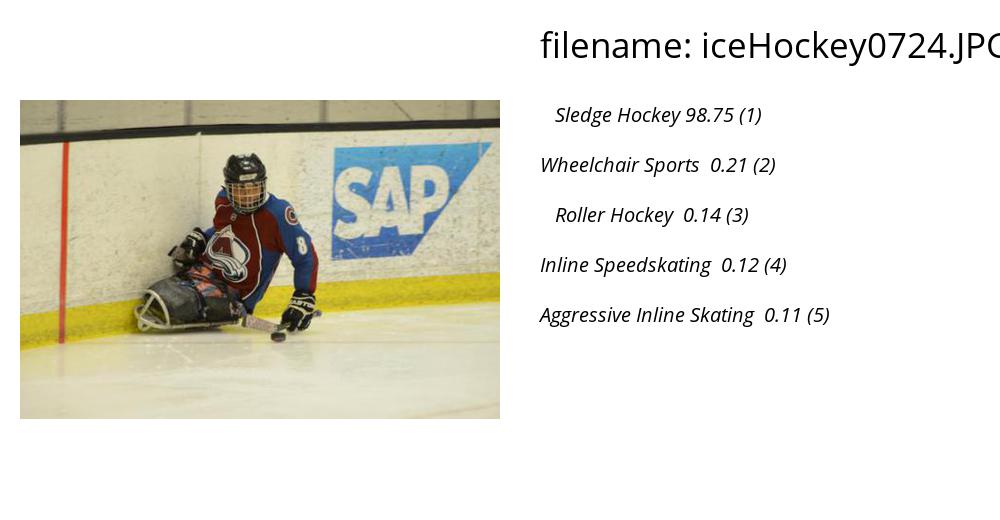 filename: iceHockey0724.JPG
Sledge Hockey 98.75 (1)
Wheelchair Sports 0.21 (2)
Roller Hockey 0.14 (3)
Inline Speedskating 0.12 (4)
Aggressive Inline Skating 0.11 (5)
SAP
A
C
8
EASTON